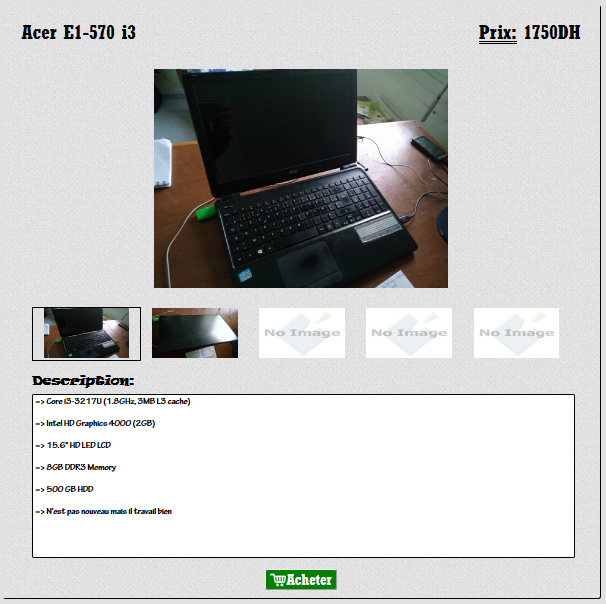 Acer E1-570 i3
Prix: 1750DH
No Image
No Image
No Image
Description:
=> Core i3-3217U (1.8GHz, 3MB L3 cache)
=> Intel HD Graphics 4000 (2GB)
=> 15.6" HD LED LCD
=> 8GB DDR3 Memory
=> 500 GB HDD
=> N'est pas nouveau mais il travail bien
Acheter